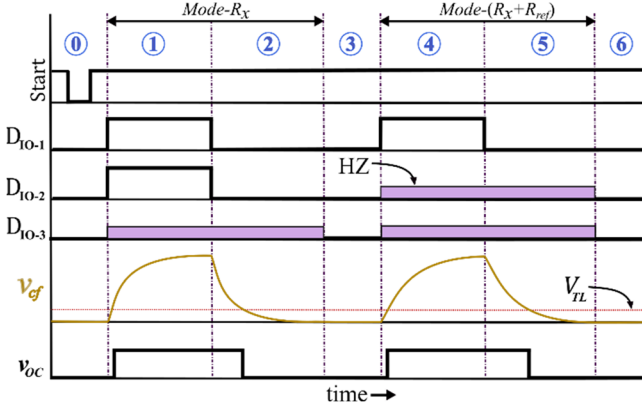 Mode-Rx Mode-(Rx+Rref)
0 1 2 3 4 5 6
Start
DIO-1
HZ
DIO-2
DIO-3
vcf
VTL
vOC
time